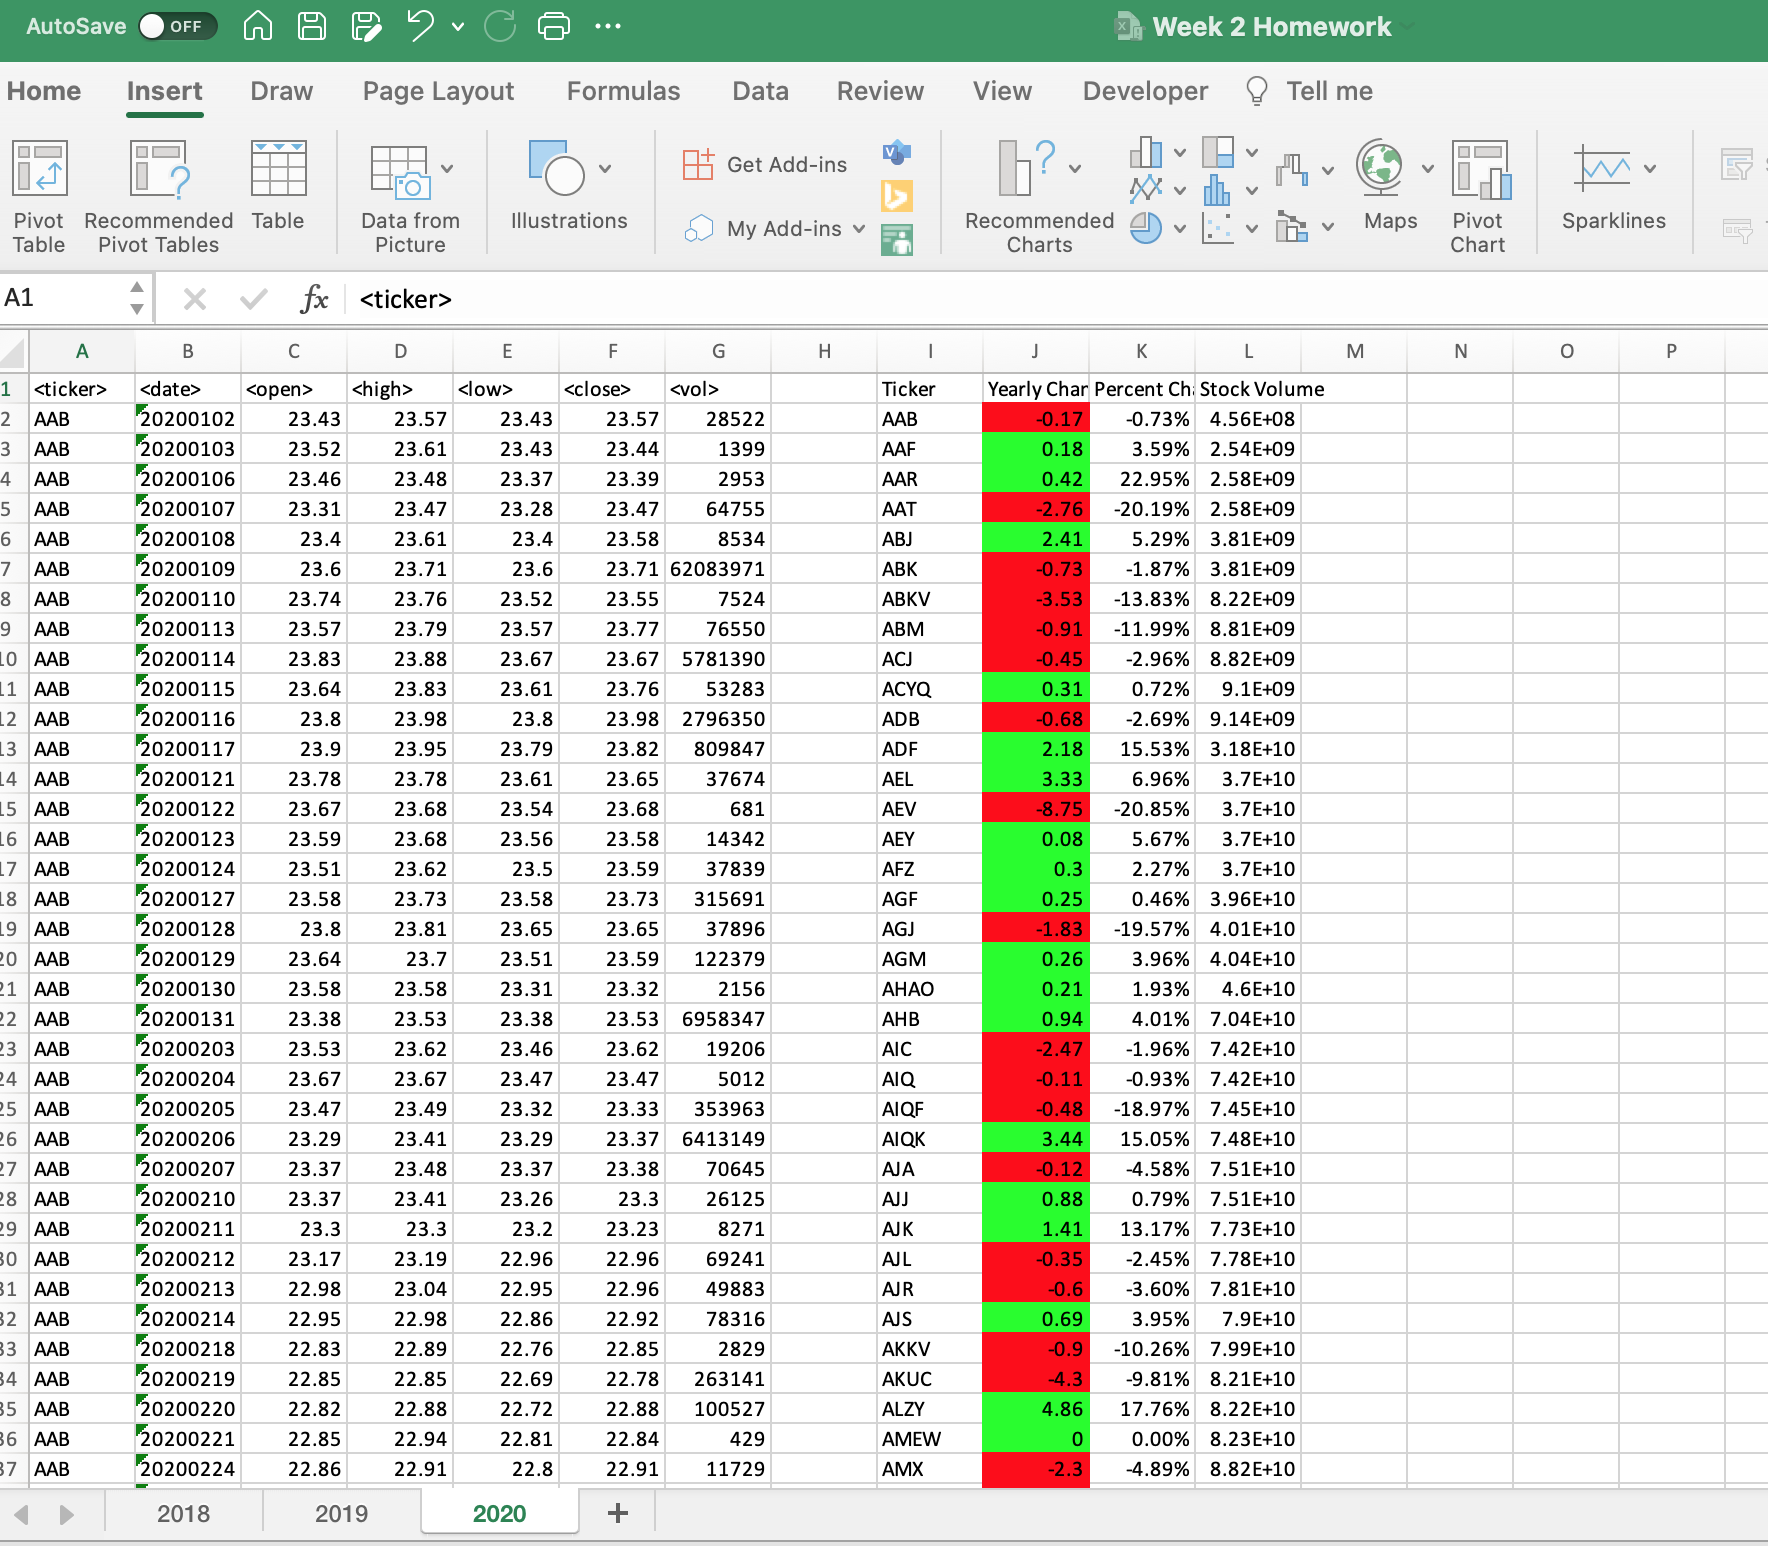 AutoSave OFF Week 2 Homework
Home Insert Draw Page Layout Formulas Data Review View Developer Tell me
Pivot Table Recommended Pivot Tables Table Data from Picture Illustrations Get Add-ins My Add-ins Recommended Charts Maps Pivot Chart Sparklines
A1 fx <ticker>
A B C D E F G H I J K L M N O P
1 <ticker> <date> <open> <high> <low> <close> <vol> Ticker Yearly Chan Percent Cha Stock Volume
2 AAB 20200102 23.43 23.57 23.43 23.57 28522 AAB -0.17 -0.73% 4.56E+08
3 AAB 20200103 23.52 23.61 23.43 23.44 1399 AAF 0.18 3.59% 2.54E+09
4 AAB 20200106 23.46 23.48 23.37 23.39 2953 AAR 0.42 22.95% 2.58E+09
5 AAB 20200107 23.31 23.47 23.28 23.47 64755 AAT -2.76 -20.19% 2.58E+09
6 AAB 20200108 23.4 23.61 23.4 23.58 8534 ABJ 2.41 5.29% 3.81E+09
7 AAB 20200109 23.6 23.71 23.6 23.71 62083971 ABK -0.73 -1.87% 3.81E+09
8 AAB 20200110 23.74 23.76 23.52 23.55 7524 ABKV -3.53 -13.83% 8.22E+09
9 AAB 20200113 23.57 23.79 23.57 23.77 76550 ABM -0.91 -11.99% 8.81E+09
10 AAB 20200114 23.83 23.88 23.67 23.67 5781390 ACJ -0.45 -2.96% 8.82E+09
11 AAB 20200115 23.64 23.83 23.61 23.76 53283 ACYQ 0.31 0.72% 9.1E+09
12 AAB 20200116 23.8 23.98 23.8 23.98 2796350 ADB -0.68 -2.69% 9.14E+09
13 AAB 20200117 23.9 23.95 23.79 23.82 809847 ADF 2.18 15.53% 3.18E+10
14 AAB 20200121 23.78 23.78 23.61 23.65 37674 AEL 3.33 6.96% 3.7E+10
15 AAB 20200122 23.67 23.68 23.54 23.68 681 AEV -8.75 -20.85% 3.7E+10
16 AAB 20200123 23.59 23.68 23.56 23.58 14342 AEY 0.08 5.67% 3.7E+10
17 AAB 20200124 23.51 23.62 23.5 23.59 37839 AFZ 0.3 2.27% 3.7E+10
18 AAB 20200127 23.58 23.73 23.58 23.73 315691 AGF 0.25 0.46% 3.96E+10
19 AAB 20200128 23.8 23.81 23.65 23.65 37896 AGJ -1.83 -19.57% 4.01E+10
20 AAB 20200129 23.64 23.7 23.51 23.59 122379 AGM 0.26 3.96% 4.04E+10
21 AAB 20200130 23.58 23.58 23.31 23.32 2156 AHAO 0.21 1.93% 4.6E+10
22 AAB 20200131 23.38 23.53 23.38 23.53 6958347 AHB 0.94 4.01% 7.04E+10
23 AAB 20200203 23.53 23.62 23.46 23.62 19206 AIC -2.47 -1.96% 7.42E+10
24 AAB 20200204 23.67 23.67 23.47 23.47 5012 AIQ -0.11 -0.93% 7.42E+10
25 AAB 20200205 23.47 23.49 23.32 23.33 353963 AIQF -0.48 -18.97% 7.45E+10
26 AAB 20200206 23.29 23.41 23.29 23.37 6413149 AIQK 3.44 15.05% 7.48E+10
27 AAB 20200207 23.37 23.48 23.37 23.38 70645 AJA -0.12 -4.58% 7.51E+10
28 AAB 20200210 23.37 23.41 23.26 23.3 26125 AJJ 0.88 0.79% 7.51E+10
29 AAB 20200211 23.3 23.3 23.2 23.23 8271 AJK 1.41 13.17% 7.73E+10
30 AAB 20200212 23.17 23.19 22.96 22.96 69241 AJL -0.35 -2.45% 7.78E+10
31 AAB 20200213 22.98 23.04 22.95 22.96 49883 AJR -0.6 -3.60% 7.81E+10
32 AAB 20200214 22.95 22.98 22.86 22.92 78316 AJS 0.69 3.95% 7.9E+10
33 AAB 20200218 22.83 22.89 22.76 22.85 2829 AKKV -0.9 -10.26% 7.99E+10
34 AAB 20200219 22.85 22.85 22.69 22.78 263141 AKUC -4.3 -9.81% 8.21E+10
35 AAB 20200220 22.82 22.88 22.72 22.88 100527 ALZY 4.86 17.76% 8.22E+10
36 AAB 20200221 22.85 22.94 22.81 22.84 429 AMEW 0 0.00% 8.23E+10
37 AAB 20200224 22.86 22.91 22.8 22.91 11729 AMX -2.3 -4.89% 8.82E+10
2018 2019 2020 +